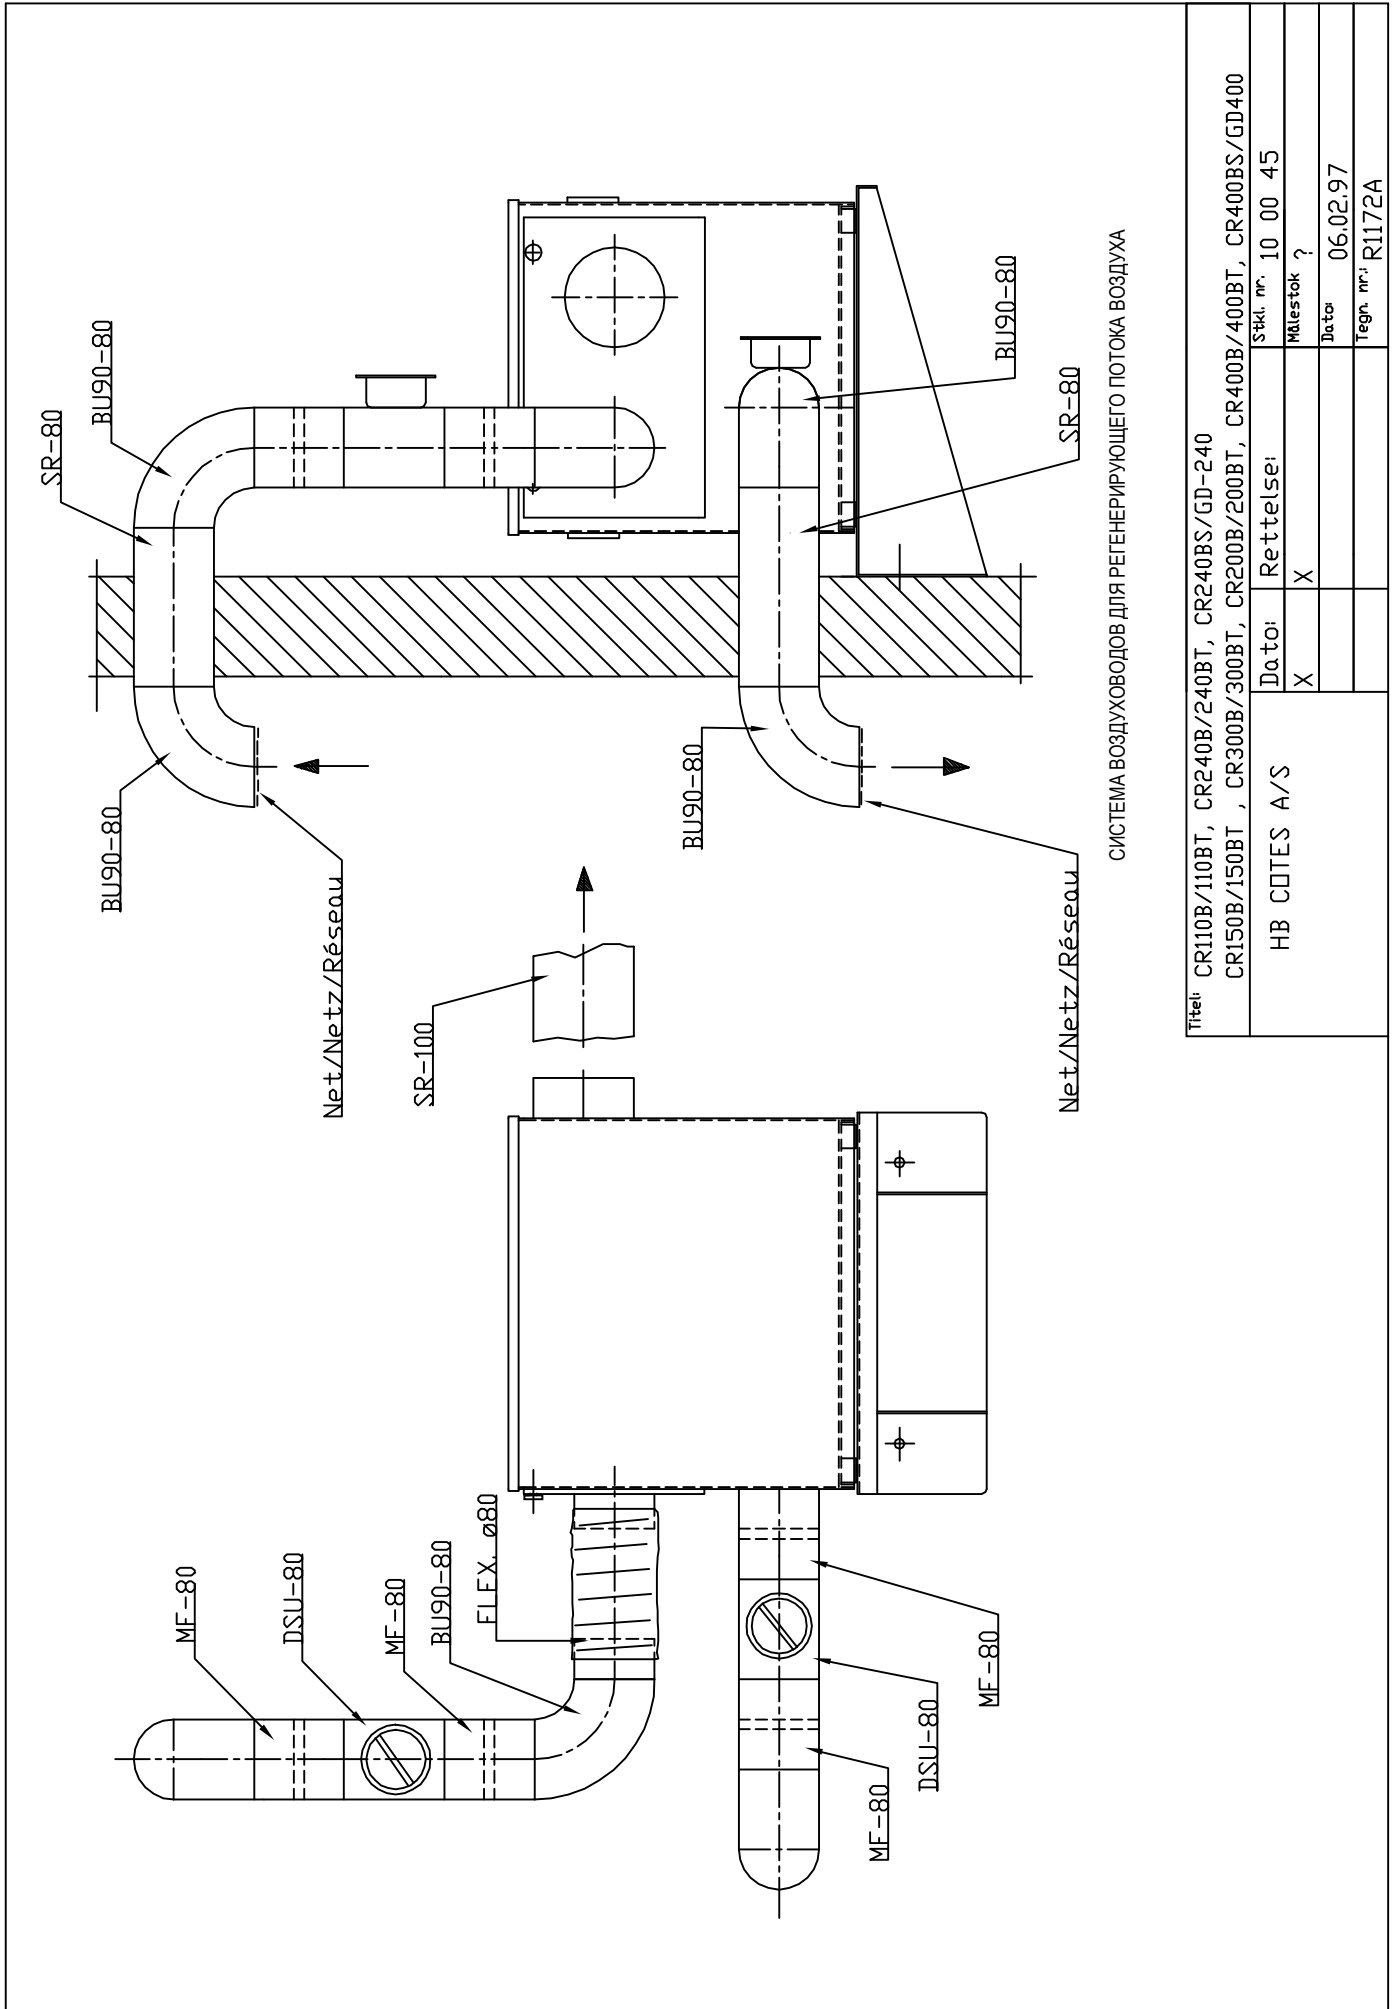 MF-80
DSU-80
MF-80
BU90-80
FLEX. ø80
MF-80
DSU-80
MF-80
SR-100
BU90-80
SR-80
BU90-80
Net/Netz/Réseau
BU90-80
Net/Netz/Réseau
BU90-80
SR-80
СИСТЕМА ВОЗДУХОВОДОВ ДЛЯ РЕГЕНЕРИРУЮЩЕГО ПОТОКА ВОЗДУХА
Titel: CR110B/110BT, CR240B/240BT, CR240BS/GD-240
CR150B/150BT , CR300B/300BT, CR200B/200BT, CR400B/400BT, CR400BS/GD400
HB COTES A/S
Dato: Rettelse:
X X
Stkl. nr. 10 00 45
Målestok ?
Dato: 06.02.97
Tegn. nr.: R1172A